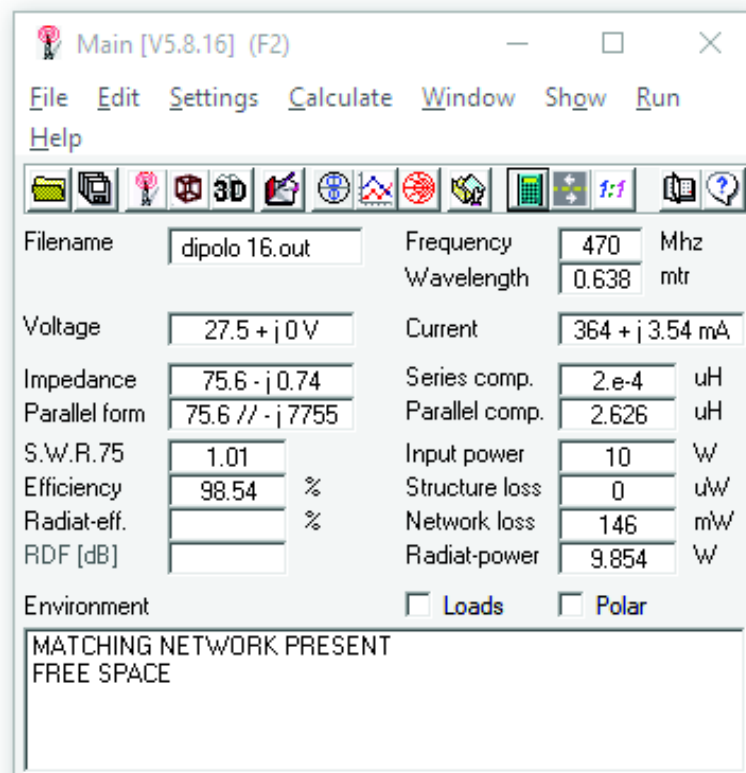 Main [V5.8.16] (F2)
File Edit Settings Calculate Window Show Run
Help
3D 1:1
Filename dipolo 16.out Frequency 470 Mhz
Wavelength 0.638 mtr
Voltage 27.5 + j 0 V Current 364 + j 3.54 mA
Impedance 75.6 - j 0.74 Series comp. 2.e-4 uH
Parallel form 75.6 // - j 7755 Parallel comp. 2.626 uH
S.W.R.75 1.01 Input power 10 W
Efficiency 98.54 % Structure loss 0 uW
Radiat-eff. % Network loss 146 mW
RDF [dB] Radiat-power 9.854 W
Environment Loads Polar
MATCHING NETWORK PRESENT
FREE SPACE